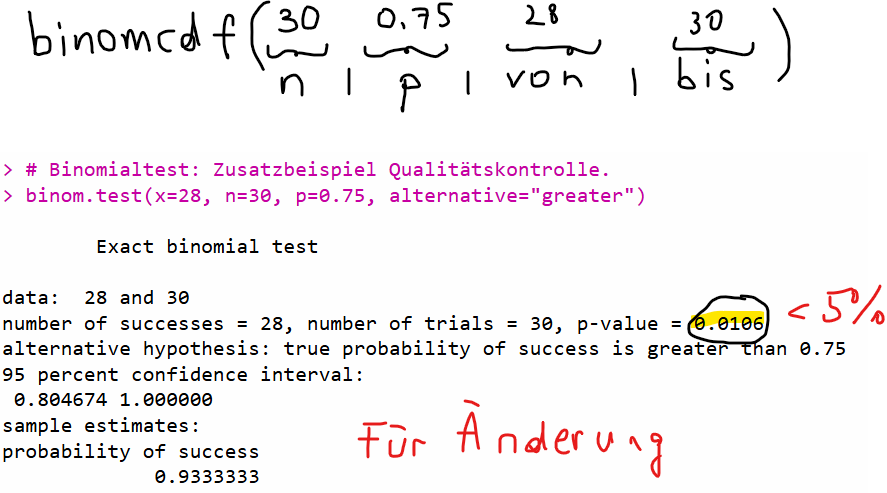 binomcdf(30, 0.75, 28, 30)
n , p , von , bis
> # Binomialtest: Zusatzbeispiel Qualitätskontrolle.
> binom.test(x=28, n=30, p=0.75, alternative="greater")
Exact binomial test
data:  28 and 30
number of successes = 28, number of trials = 30, p-value = 0.0106 < 5%
alternative hypothesis: true probability of success is greater than 0.75
95 percent confidence interval:
0.804674 1.000000
sample estimates:
probability of success
0.9333333
Für Änderung